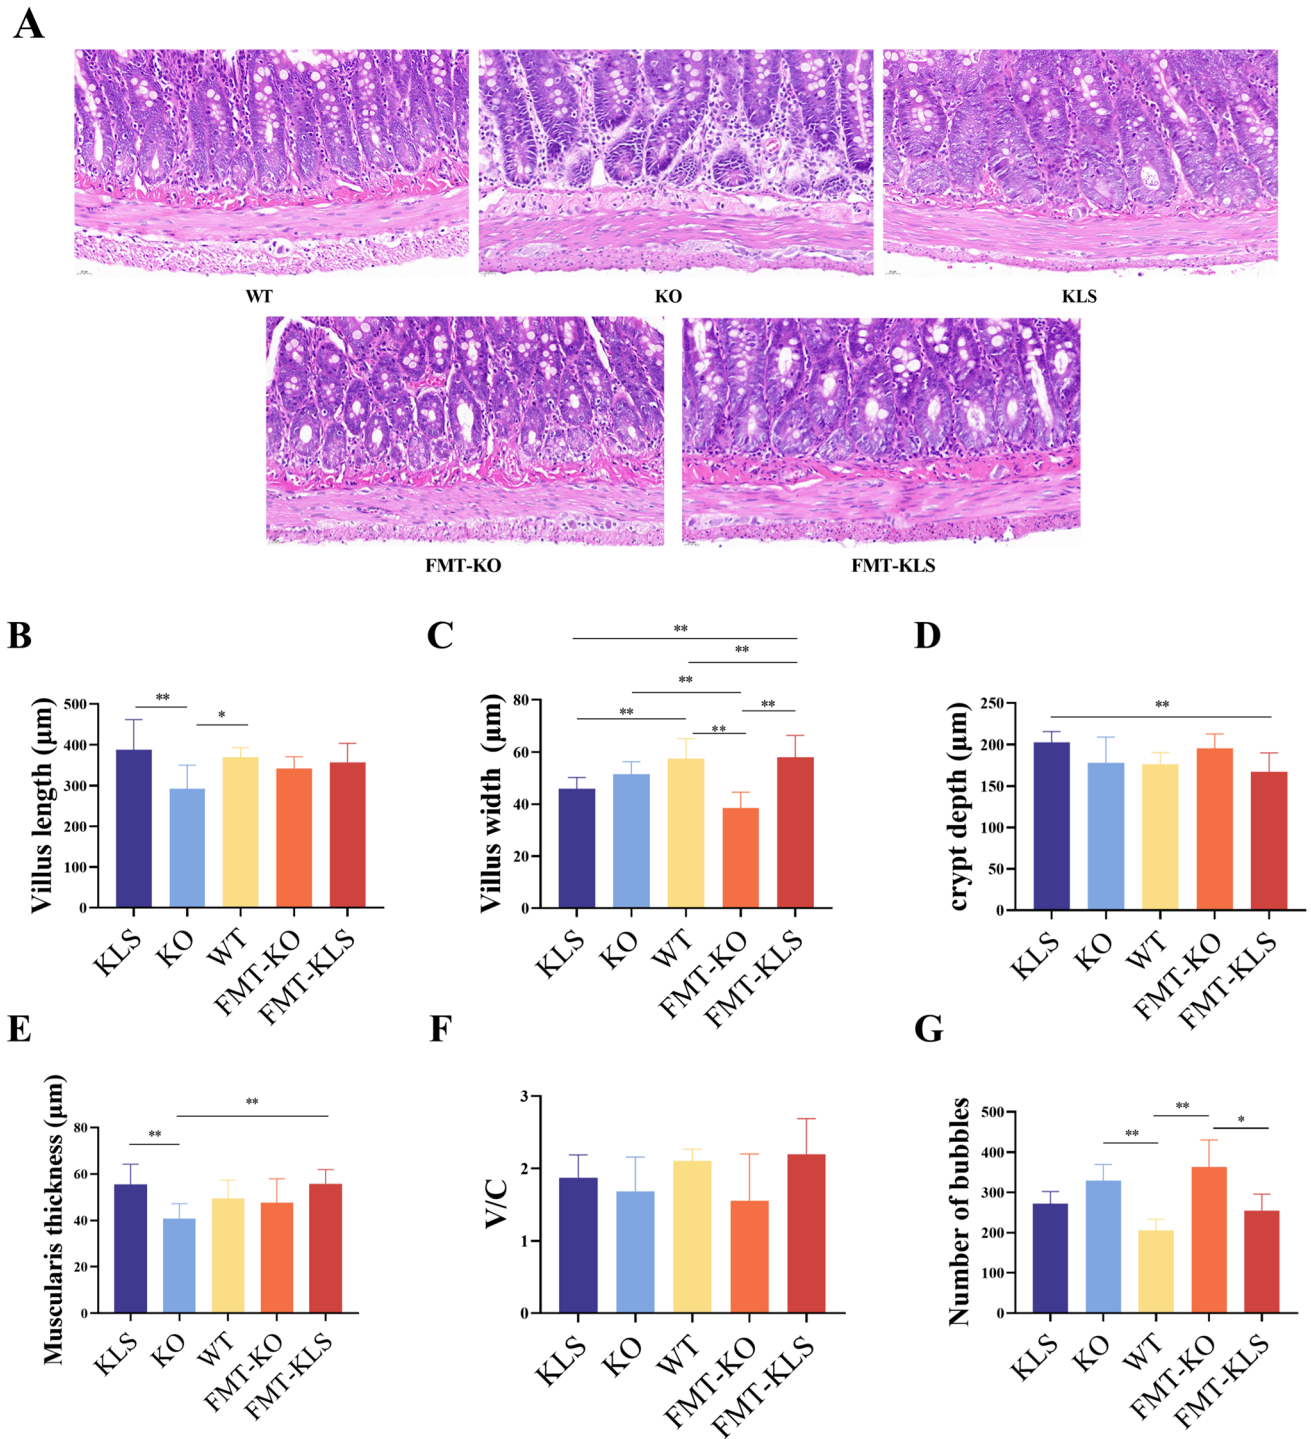 A
WT
KO
KLS
FMT-KO
FMT-KLS
B
Villus length (μm)
500
400
300
200
100
0
**
*
KLS
KO
WT
FMT-KO
FMT-KLS
C
Villus width (μm)
80
60
40
20
0
**
**
**
**
**
**
KLS
KO
WT
FMT-KO
FMT-KLS
D
crypt depth (μm)
250
200
150
100
50
0
**
KLS
KO
WT
FMT-KO
FMT-KLS
E
Muscularis thickness (μm)
80
60
40
20
0
**
**
KLS
KO
WT
FMT-KO
FMT-KLS
F
V/C
3
2
1
0
KLS
KO
WT
FMT-KO
FMT-KLS
G
Number of bubbles
500
400
300
200
100
0
**
**
*
KLS
KO
WT
FMT-KO
FMT-KLS